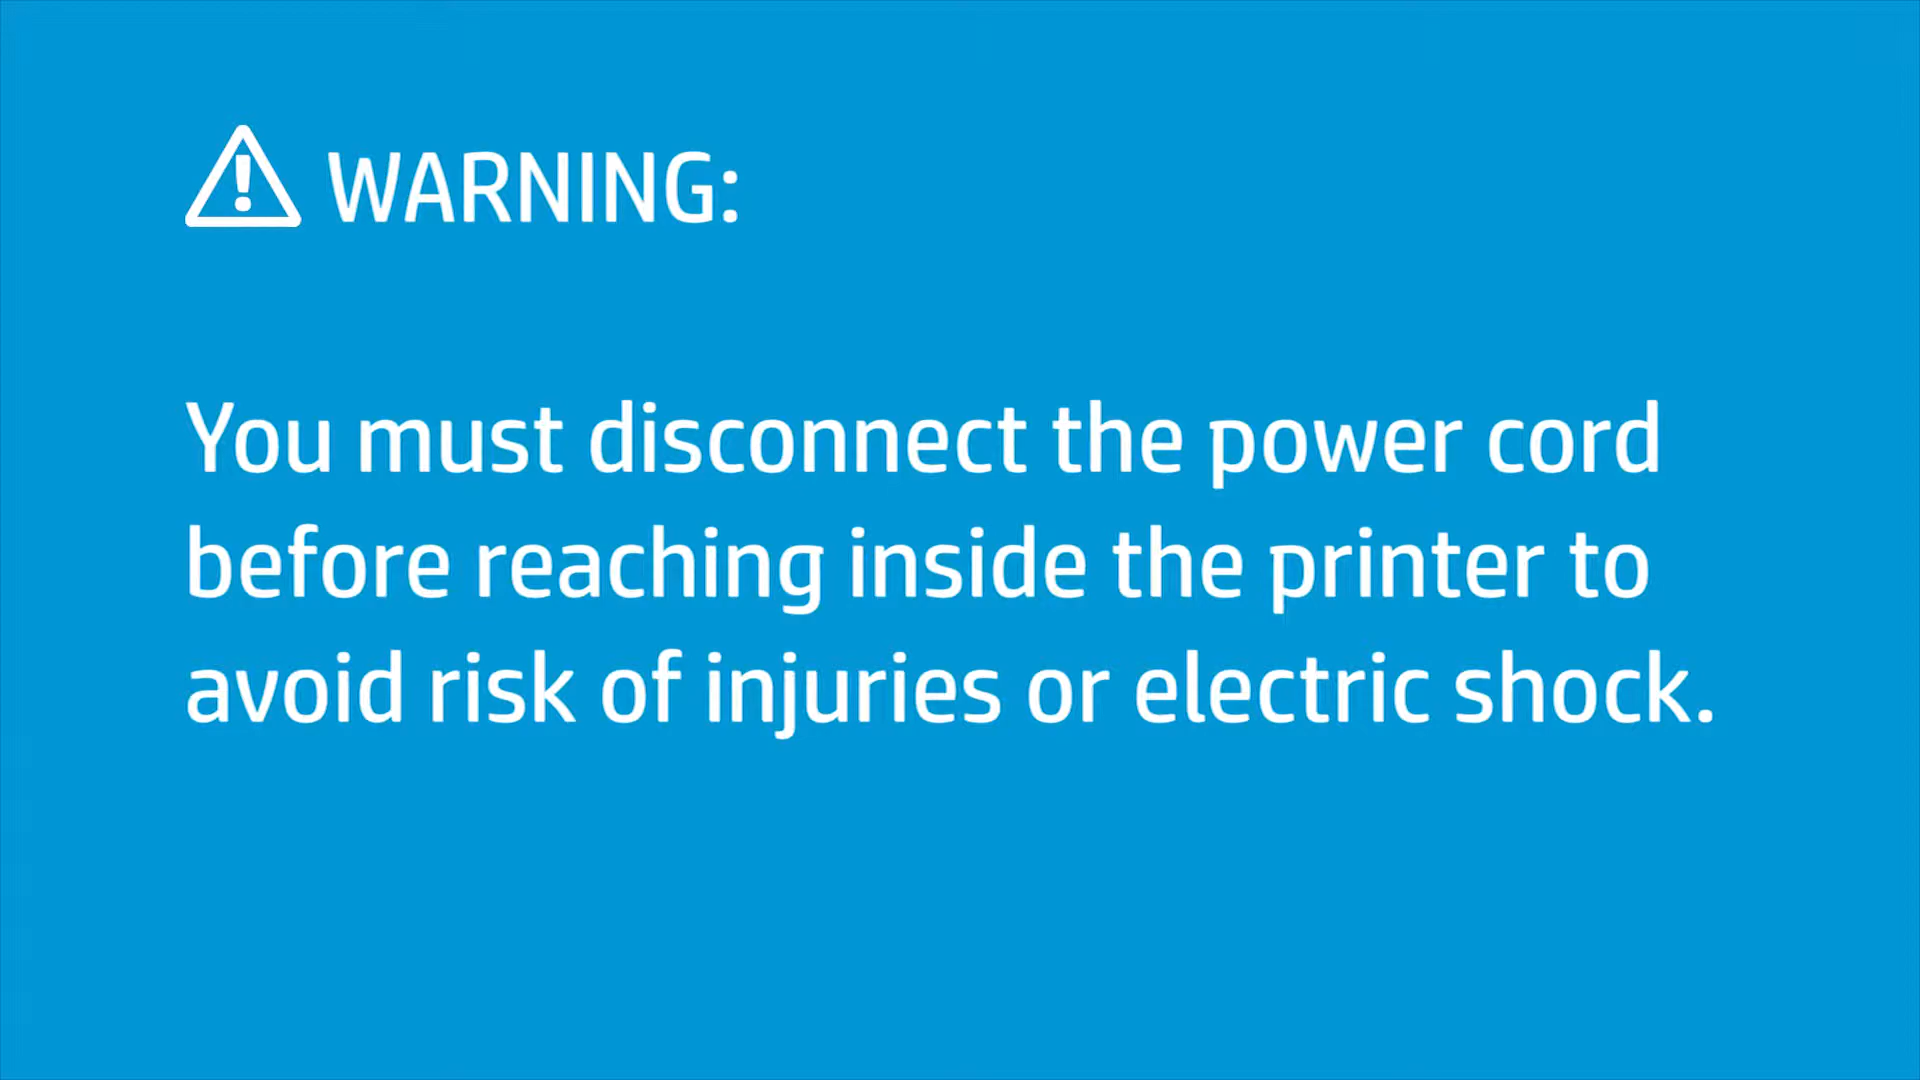 WARNING:
You must disconnect the power cord
before reaching inside the printer to
avoid risk of injuries or electric shock.